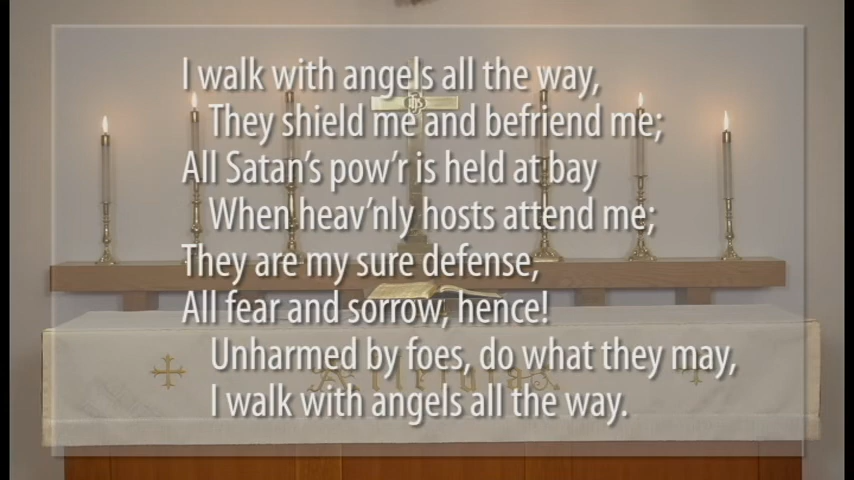 I walk with angels all the way,
They shield me and befriend me;
All Satan's pow'r is held at bay
When heav'nly hosts attend me;
They are my sure defense,
All fear and sorrow, hence!
Unharmed by foes, do what they may,
I walk with angels all the way.